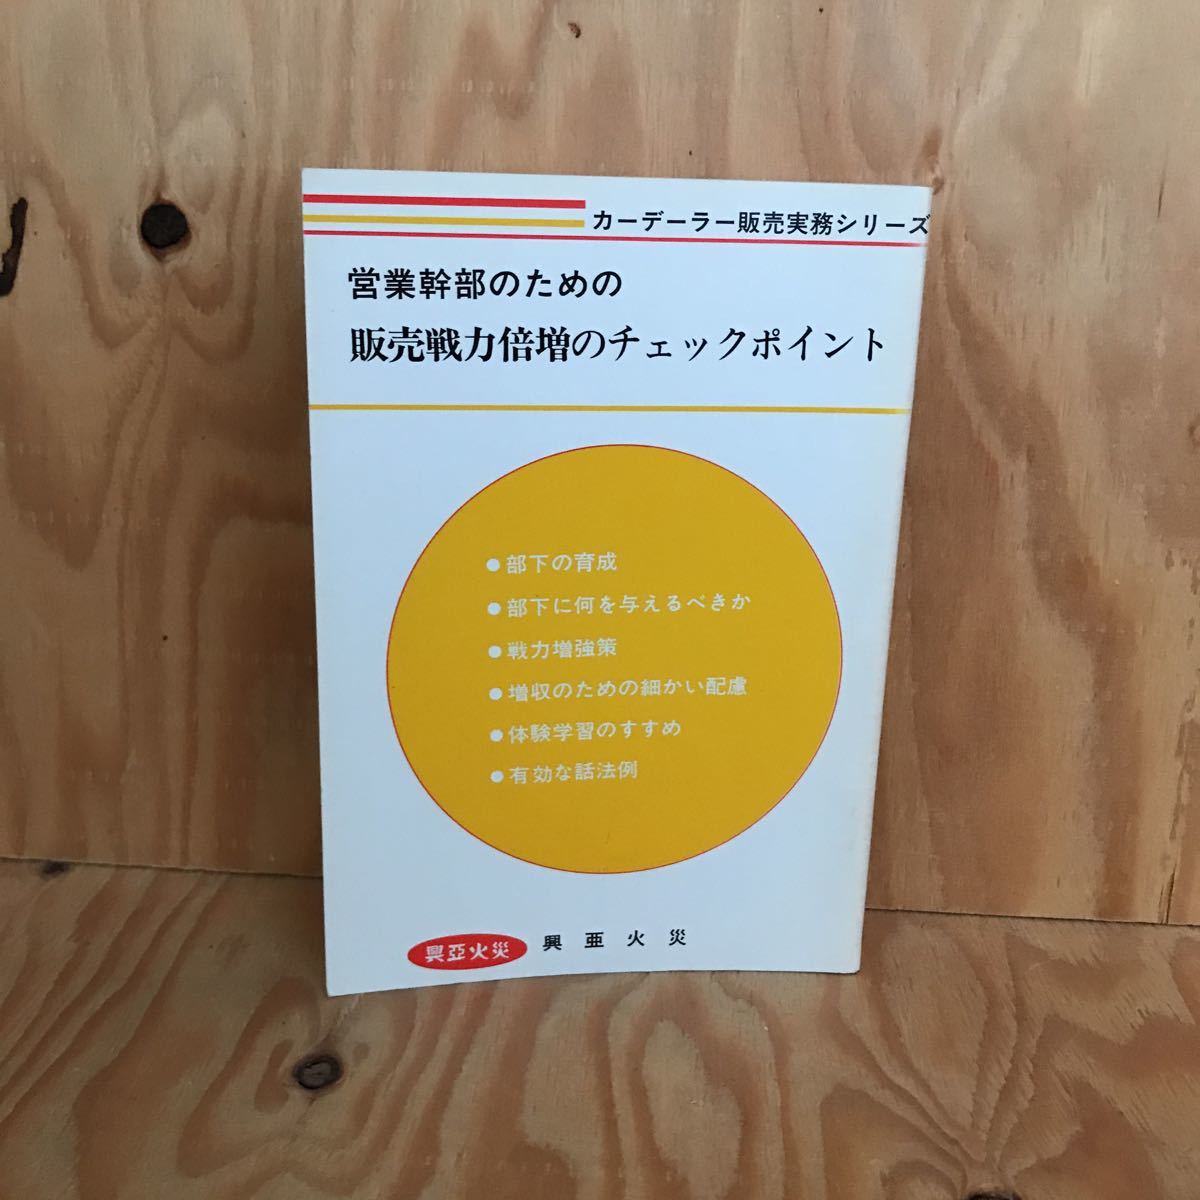 カーデーラー販売実務シリーズ
営業幹部のための
販売戦力倍増のチェックポイント
●部下の育成
●部下に何を与えるべきか
●戦力増強策
●増収のための細かい配慮
●体験学習のすすめ
●有効な話法例
興亞火災 興亜火災